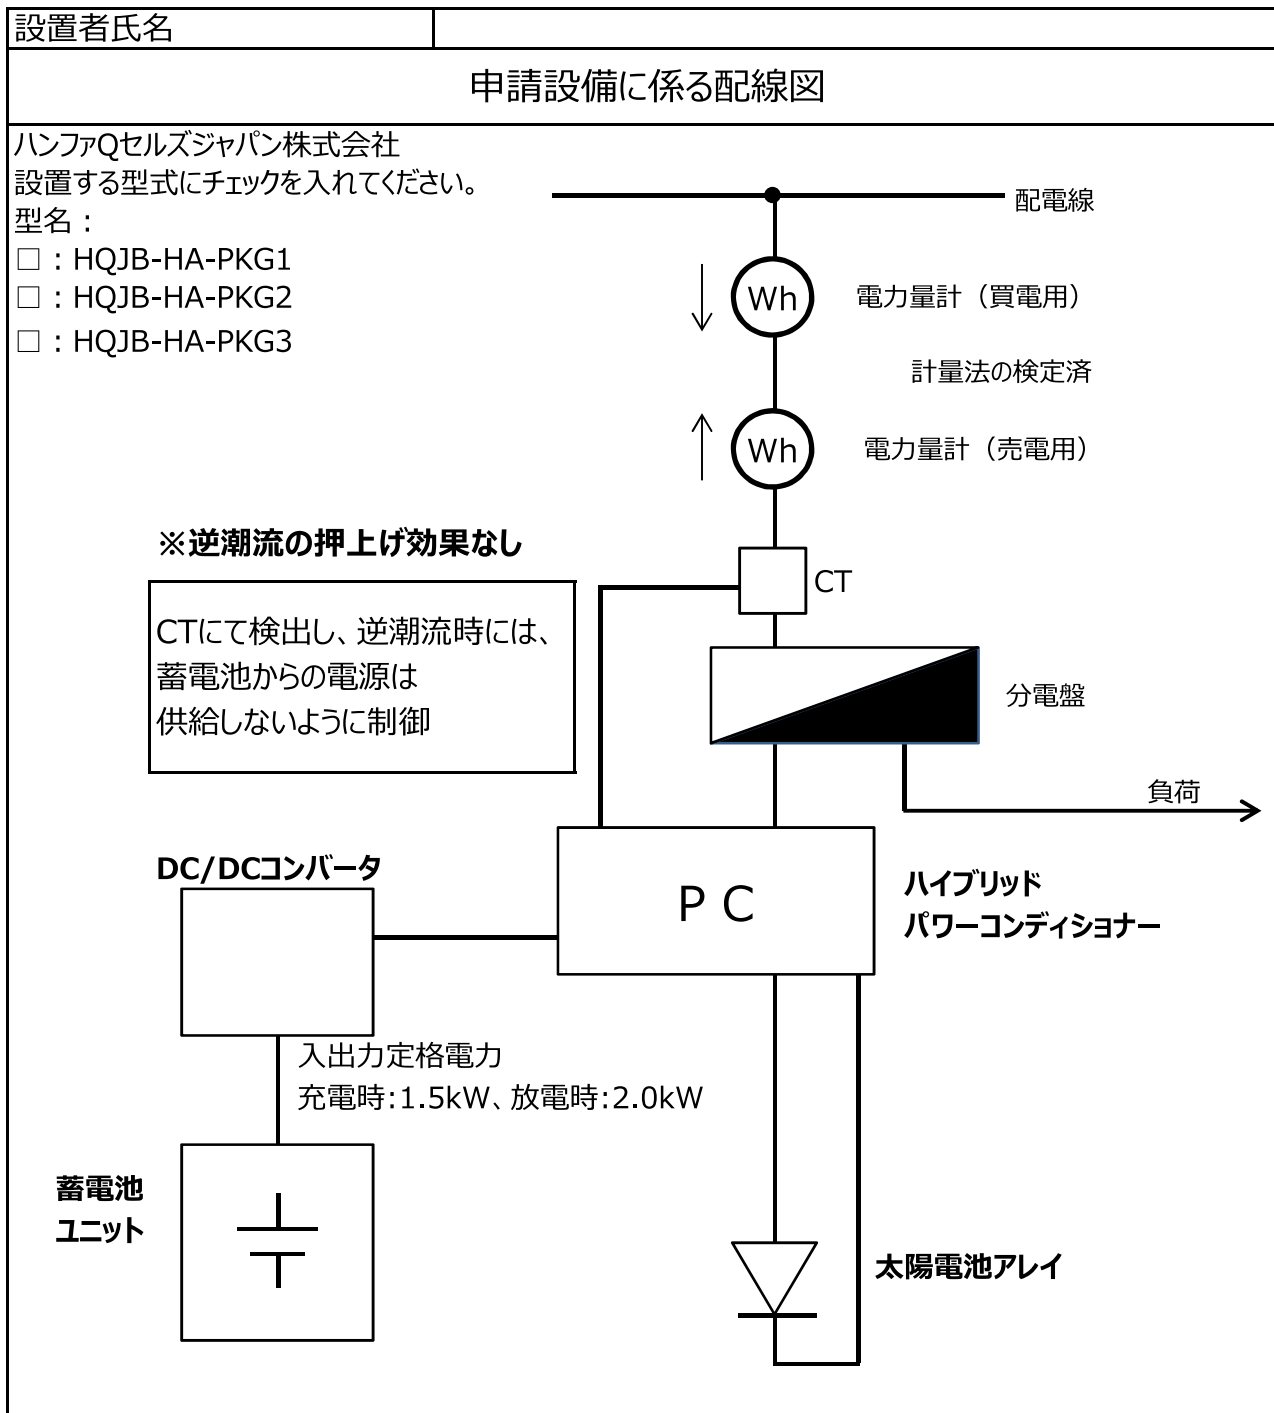 設置者氏名
申請設備に係る配線図
ハンファQセルズジャパン株式会社
設置する型式にチェックを入れてください。
型名：
□：HQJB-HA-PKG1
□：HQJB-HA-PKG2
□：HQJB-HA-PKG3
配電線
Wh
電力量計（買電用）
計量法の検定済
Wh
電力量計（売電用）
※逆潮流の押上げ効果なし
CT
CTにて検出し、逆潮流時には、
蓄電池からの電源は
供給しないように制御
分電盤
負荷
DC/DCコンバータ
ＰＣ
ハイブリッド
パワーコンディショナー
入出力定格電力
充電時:1.5kW、放電時:2.0kW
蓄電池
ユニット
太陽電池アレイ